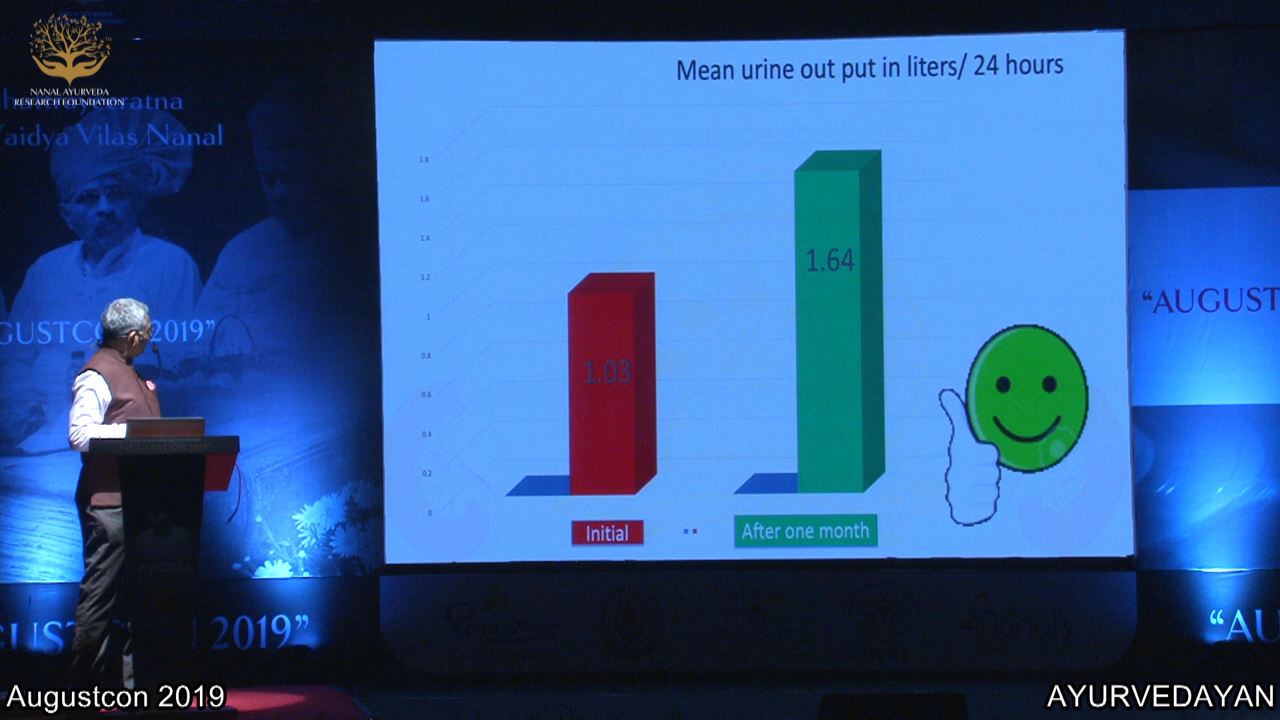 NANAL AYURVEDA
RESEARCH FOUNDATION
Vaidya Vilas Nanal
2019”
Mean urine out put in liters/ 24 hours
1.8
1.6
1.4
1.2
1
0.8
0.6
0.4
0.2
0
1.03
1.64
Initial
After one month
“AUGUST
2019”
“AU
Augustcon 2019
AYURVEDAYAN